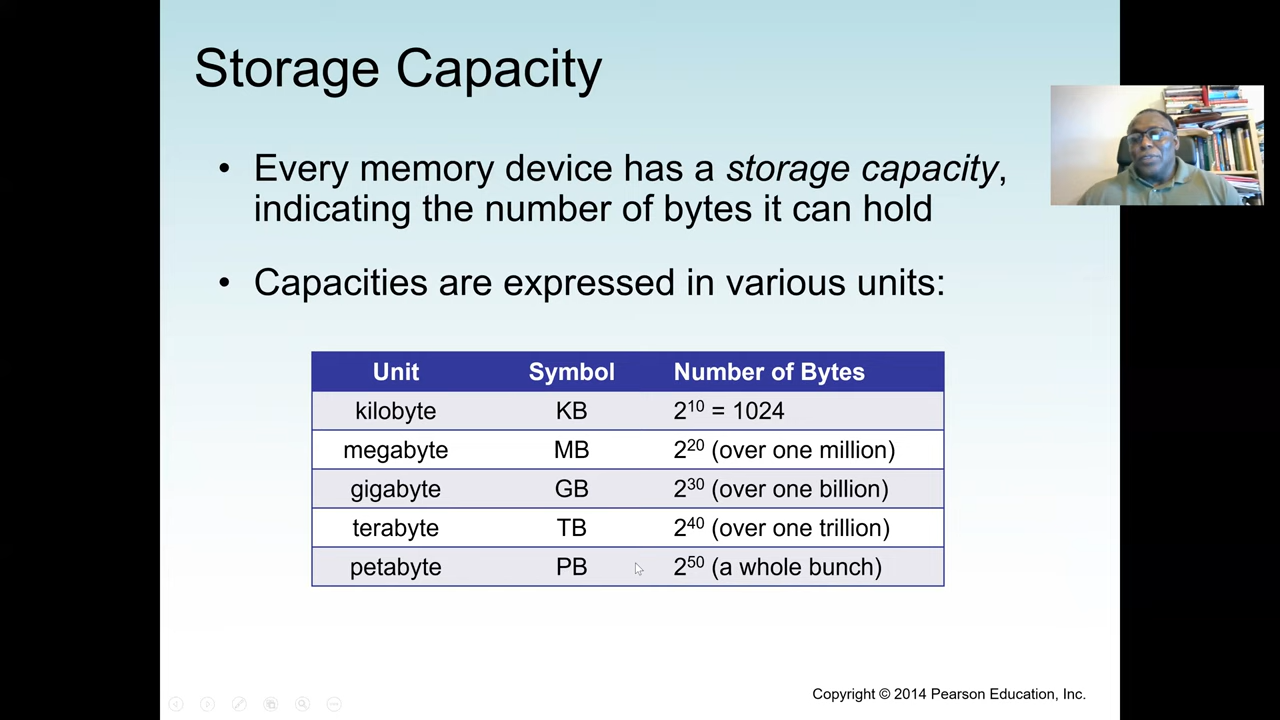 Storage Capacity
• Every memory device has a storage capacity,
indicating the number of bytes it can hold
• Capacities are expressed in various units:
Unit Symbol Number of Bytes
kilobyte KB 2¹⁰ = 1024
megabyte MB 2²⁰ (over one million)
gigabyte GB 2³⁰ (over one billion)
terabyte TB 2⁴⁰ (over one trillion)
petabyte PB 2⁵⁰ (a whole bunch)
Copyright © 2014 Pearson Education, Inc.